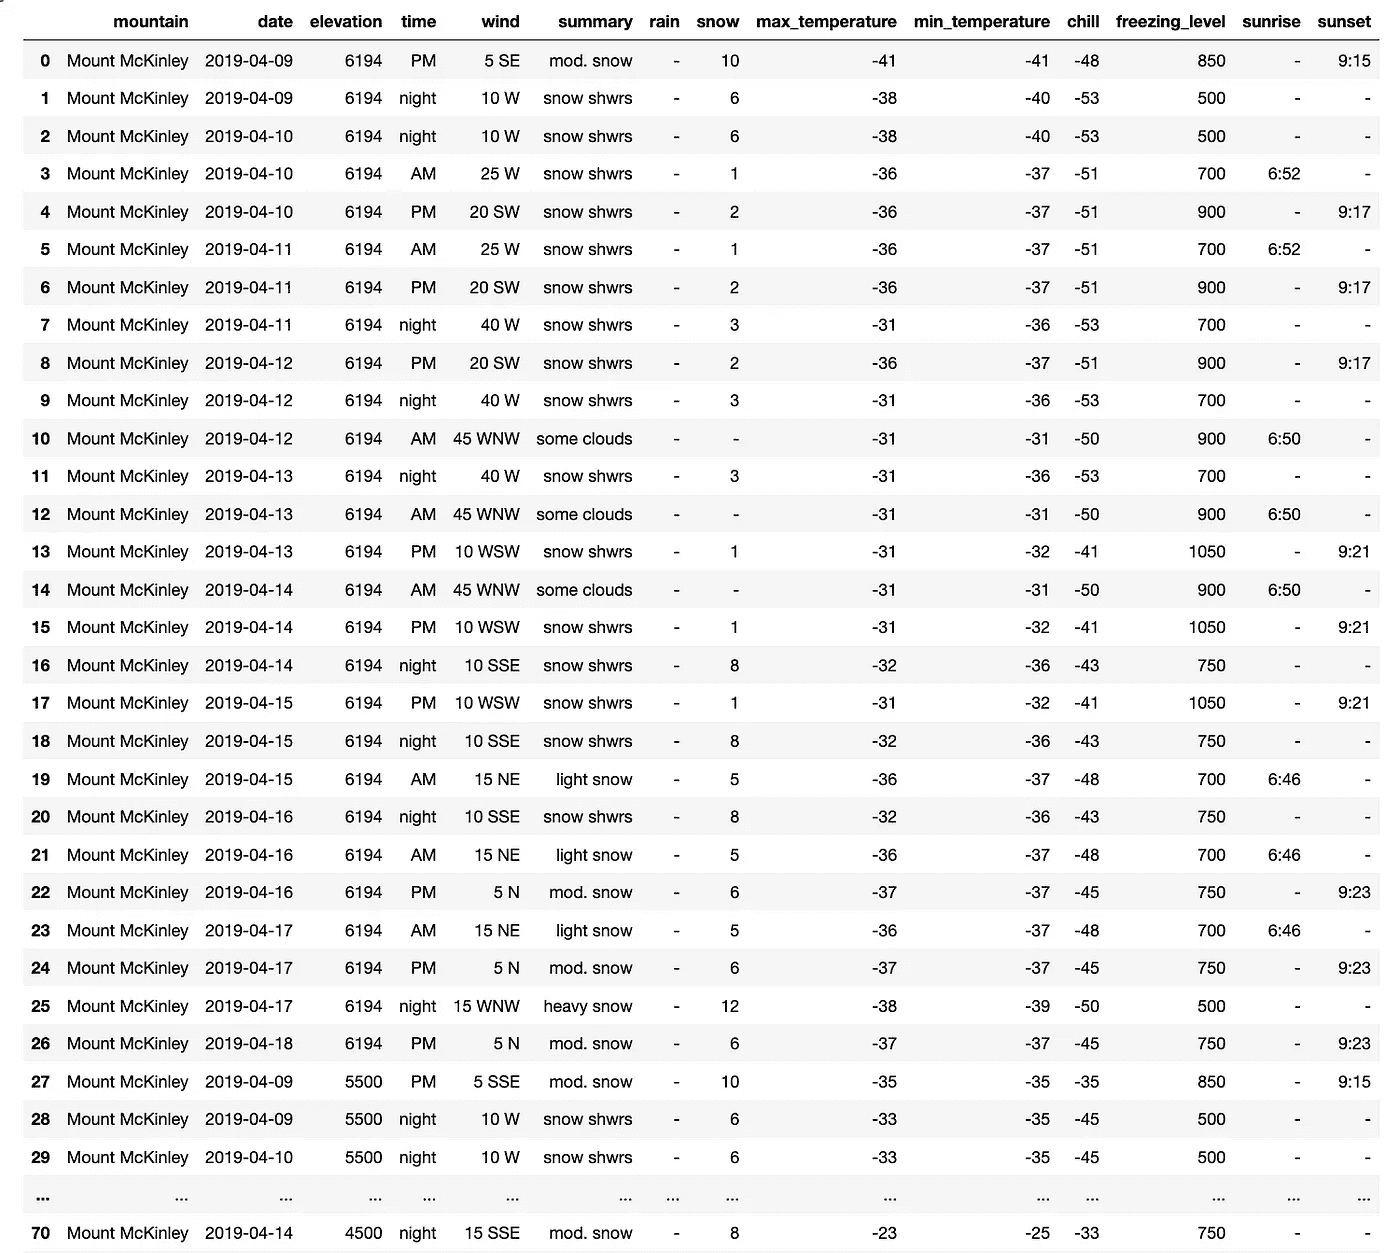 mountain date elevation time wind summary rain snow max_temperature min_temperature chill freezing_level sunrise sunset
0 Mount McKinley 2019-04-09 6194 PM 5 SE mod. snow - 10 -41 -41 -48 850 - 9:15
1 Mount McKinley 2019-04-09 6194 night 10 W snow shwrs - 6 -38 -40 -53 500 - -
2 Mount McKinley 2019-04-10 6194 night 10 W snow shwrs - 6 -38 -40 -53 500 - -
3 Mount McKinley 2019-04-10 6194 AM 25 W snow shwrs - 1 -36 -37 -51 700 6:52 -
4 Mount McKinley 2019-04-10 6194 PM 20 SW snow shwrs - 2 -36 -37 -51 900 - 9:17
5 Mount McKinley 2019-04-11 6194 AM 25 W snow shwrs - 1 -36 -37 -51 700 6:52 -
6 Mount McKinley 2019-04-11 6194 PM 20 SW snow shwrs - 2 -36 -37 -51 900 - 9:17
7 Mount McKinley 2019-04-11 6194 night 40 W snow shwrs - 3 -31 -36 -53 700 - -
8 Mount McKinley 2019-04-12 6194 PM 20 SW snow shwrs - 2 -36 -37 -51 900 - 9:17
9 Mount McKinley 2019-04-12 6194 night 40 W snow shwrs - 3 -31 -36 -53 700 - -
10 Mount McKinley 2019-04-12 6194 AM 45 WNW some clouds - - -31 -31 -50 900 6:50 -
11 Mount McKinley 2019-04-13 6194 night 40 W snow shwrs - 3 -31 -36 -53 700 - -
12 Mount McKinley 2019-04-13 6194 AM 45 WNW some clouds - - -31 -31 -50 900 6:50 -
13 Mount McKinley 2019-04-13 6194 PM 10 WSW snow shwrs - 1 -31 -32 -41 1050 - 9:21
14 Mount McKinley 2019-04-14 6194 AM 45 WNW some clouds - - -31 -31 -50 900 6:50 -
15 Mount McKinley 2019-04-14 6194 PM 10 WSW snow shwrs - 1 -31 -32 -41 1050 - 9:21
16 Mount McKinley 2019-04-14 6194 night 10 SSE snow shwrs - 8 -32 -36 -43 750 - -
17 Mount McKinley 2019-04-15 6194 PM 10 WSW snow shwrs - 1 -31 -32 -41 1050 - 9:21
18 Mount McKinley 2019-04-15 6194 night 10 SSE snow shwrs - 8 -32 -36 -43 750 - -
19 Mount McKinley 2019-04-15 6194 AM 15 NE light snow - 5 -36 -37 -48 700 6:46 -
20 Mount McKinley 2019-04-16 6194 night 10 SSE snow shwrs - 8 -32 -36 -43 750 - -
21 Mount McKinley 2019-04-16 6194 AM 15 NE light snow - 5 -36 -37 -48 700 6:46 -
22 Mount McKinley 2019-04-16 6194 PM 5 N mod. snow - 6 -37 -37 -45 750 - 9:23
23 Mount McKinley 2019-04-17 6194 AM 15 NE light snow - 5 -36 -37 -48 700 6:46 -
24 Mount McKinley 2019-04-17 6194 PM 5 N mod. snow - 6 -37 -37 -45 750 - 9:23
25 Mount McKinley 2019-04-17 6194 night 15 WNW heavy snow - 12 -38 -39 -50 500 - -
26 Mount McKinley 2019-04-18 6194 PM 5 N mod. snow - 6 -37 -37 -45 750 - 9:23
27 Mount McKinley 2019-04-09 5500 PM 5 SSE mod. snow - 10 -35 -35 -35 850 - 9:15
28 Mount McKinley 2019-04-09 5500 night 10 W snow shwrs - 6 -33 -35 -45 500 - -
29 Mount McKinley 2019-04-10 5500 night 10 W snow shwrs - 6 -33 -35 -45 500 - -
... ... ... ... ... ... ... ... ... ... ... ... ... ... ...
70 Mount McKinley 2019-04-14 4500 night 15 SSE mod. snow - 8 -23 -25 -33 750 - -